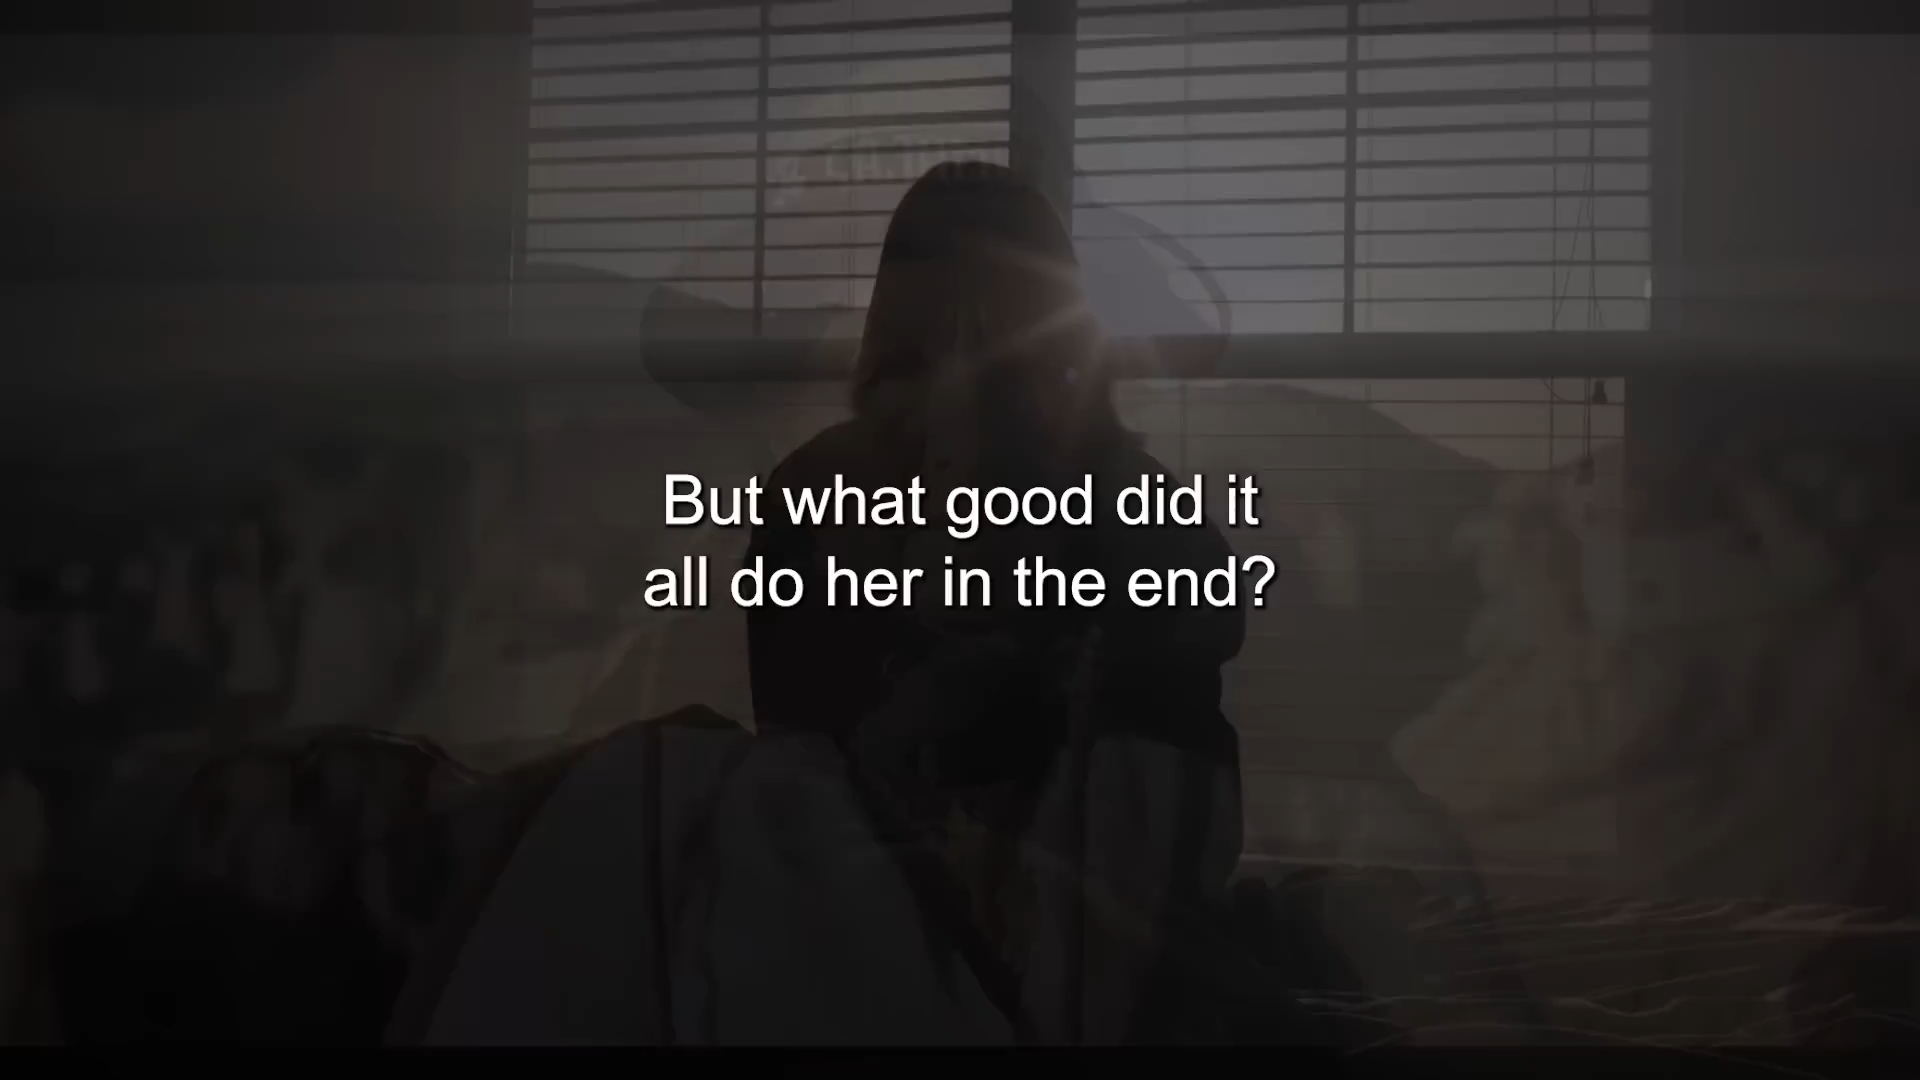 But what good did it
all do her in the end?